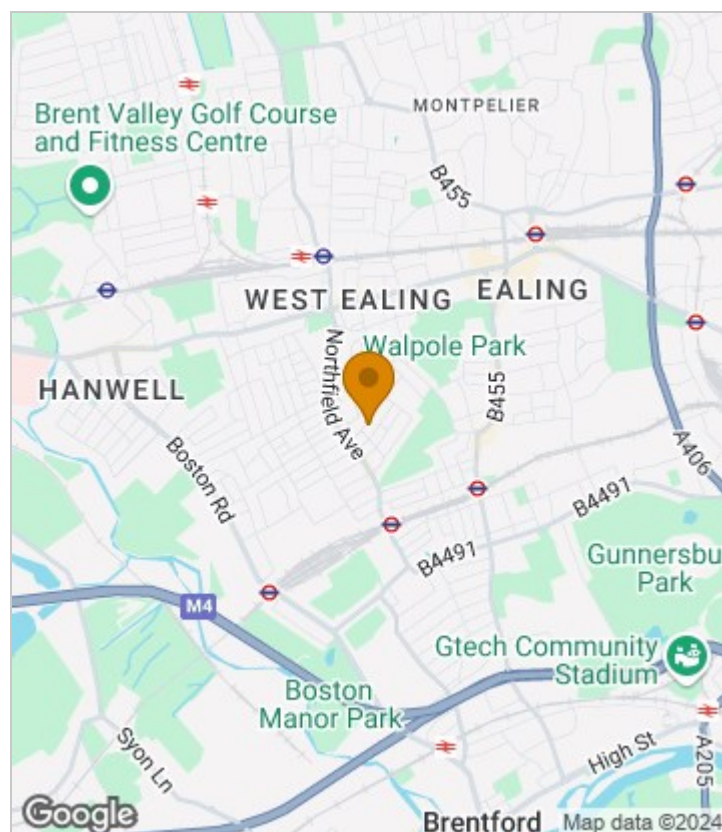 MONTPELIER
Brent Valley Golf Course
and Fitness Centre
B455
WEST EALING
EALING
Walpole Park
HANWELL
Northfield Ave
B455
A406
Boston Rd
B4491
B4491
Gunnersbu
Park
M4
Gtech Community
Stadium
Boston
Manor Park
Syon Ln
High St
A205
Google
Brentford
Map data ©2024